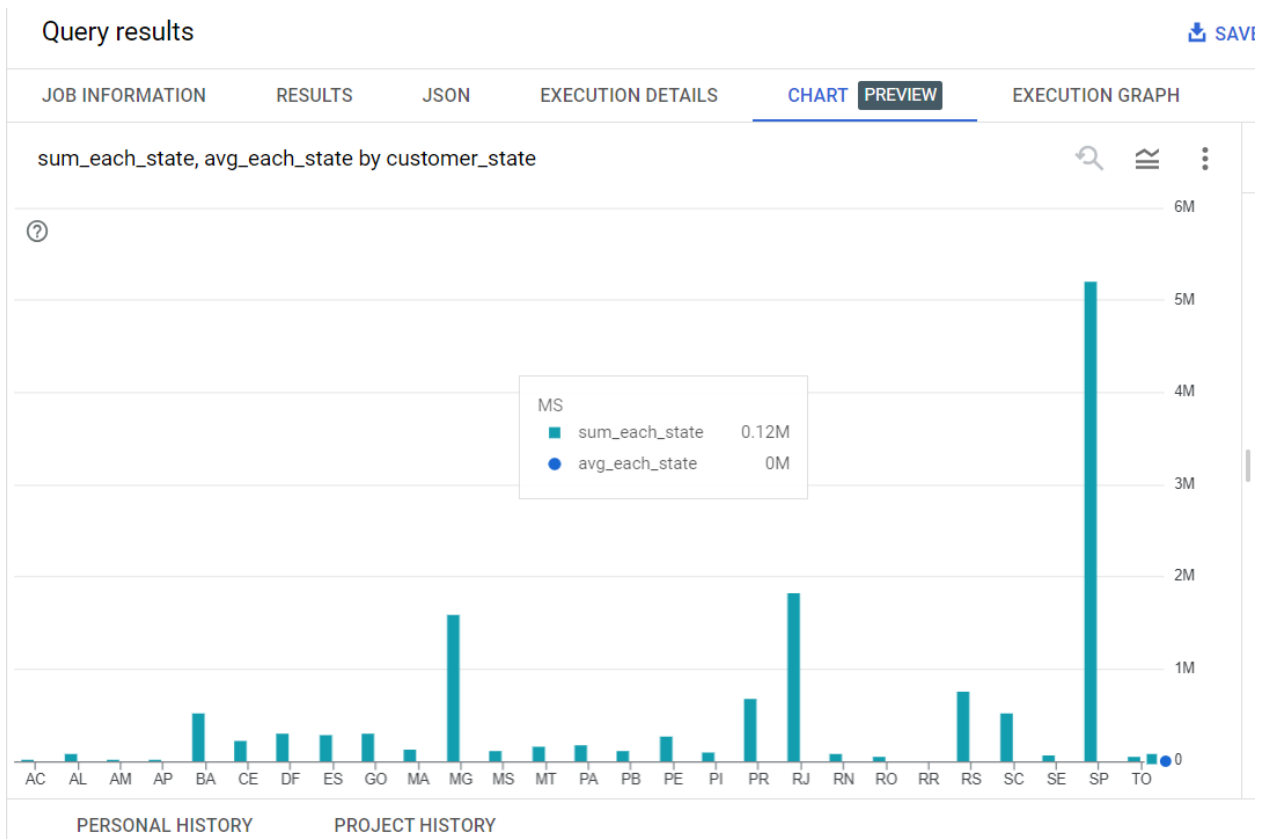 Query results
SAVE
JOB INFORMATION RESULTS JSON EXECUTION DETAILS CHART PREVIEW EXECUTION GRAPH
sum_each_state, avg_each_state by customer_state
6M
5M
4M
MS
sum_each_state 0.12M
avg_each_state 0M
3M
2M
1M
0
AC AL AM AP BA CE DF ES GO MA MG MS MT PA PB PE PI PR RJ RN RO RR RS SC SE SP TO
PERSONAL HISTORY PROJECT HISTORY